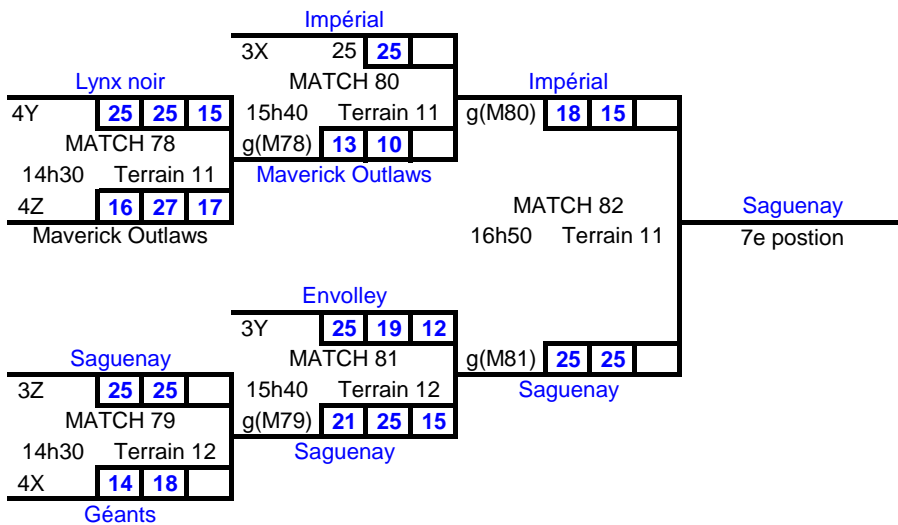 Impérial
3X 25 25
Lynx noir MATCH 80 Impérial
4Y 25 25 15 15h40 Terrain 11 g(M80) 18 15
MATCH 78 g(M78) 13 10
14h30 Terrain 11 Maverick Outlaws
4Z 16 27 17 MATCH 82 Saguenay
Maverick Outlaws 16h50 Terrain 11 7e postion
Envolley
3Y 25 19 12
Saguenay MATCH 81 g(M81) 25 25
3Z 25 25 15h40 Terrain 12 Saguenay
MATCH 79 g(M79) 21 25 15
14h30 Terrain 12 Saguenay
4X 14 18
Géants